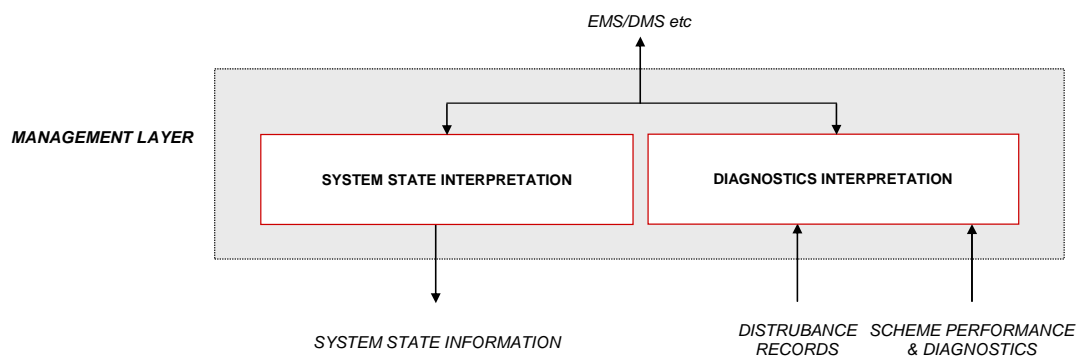 EMS/DMS etc
MANAGEMENT LAYER
SYSTEM STATE INTERPRETATION
DIAGNOSTICS INTERPRETATION
SYSTEM STATE INFORMATION
DISTRUBANCE
RECORDS
SCHEME PERFORMANCE
& DIAGNOSTICS